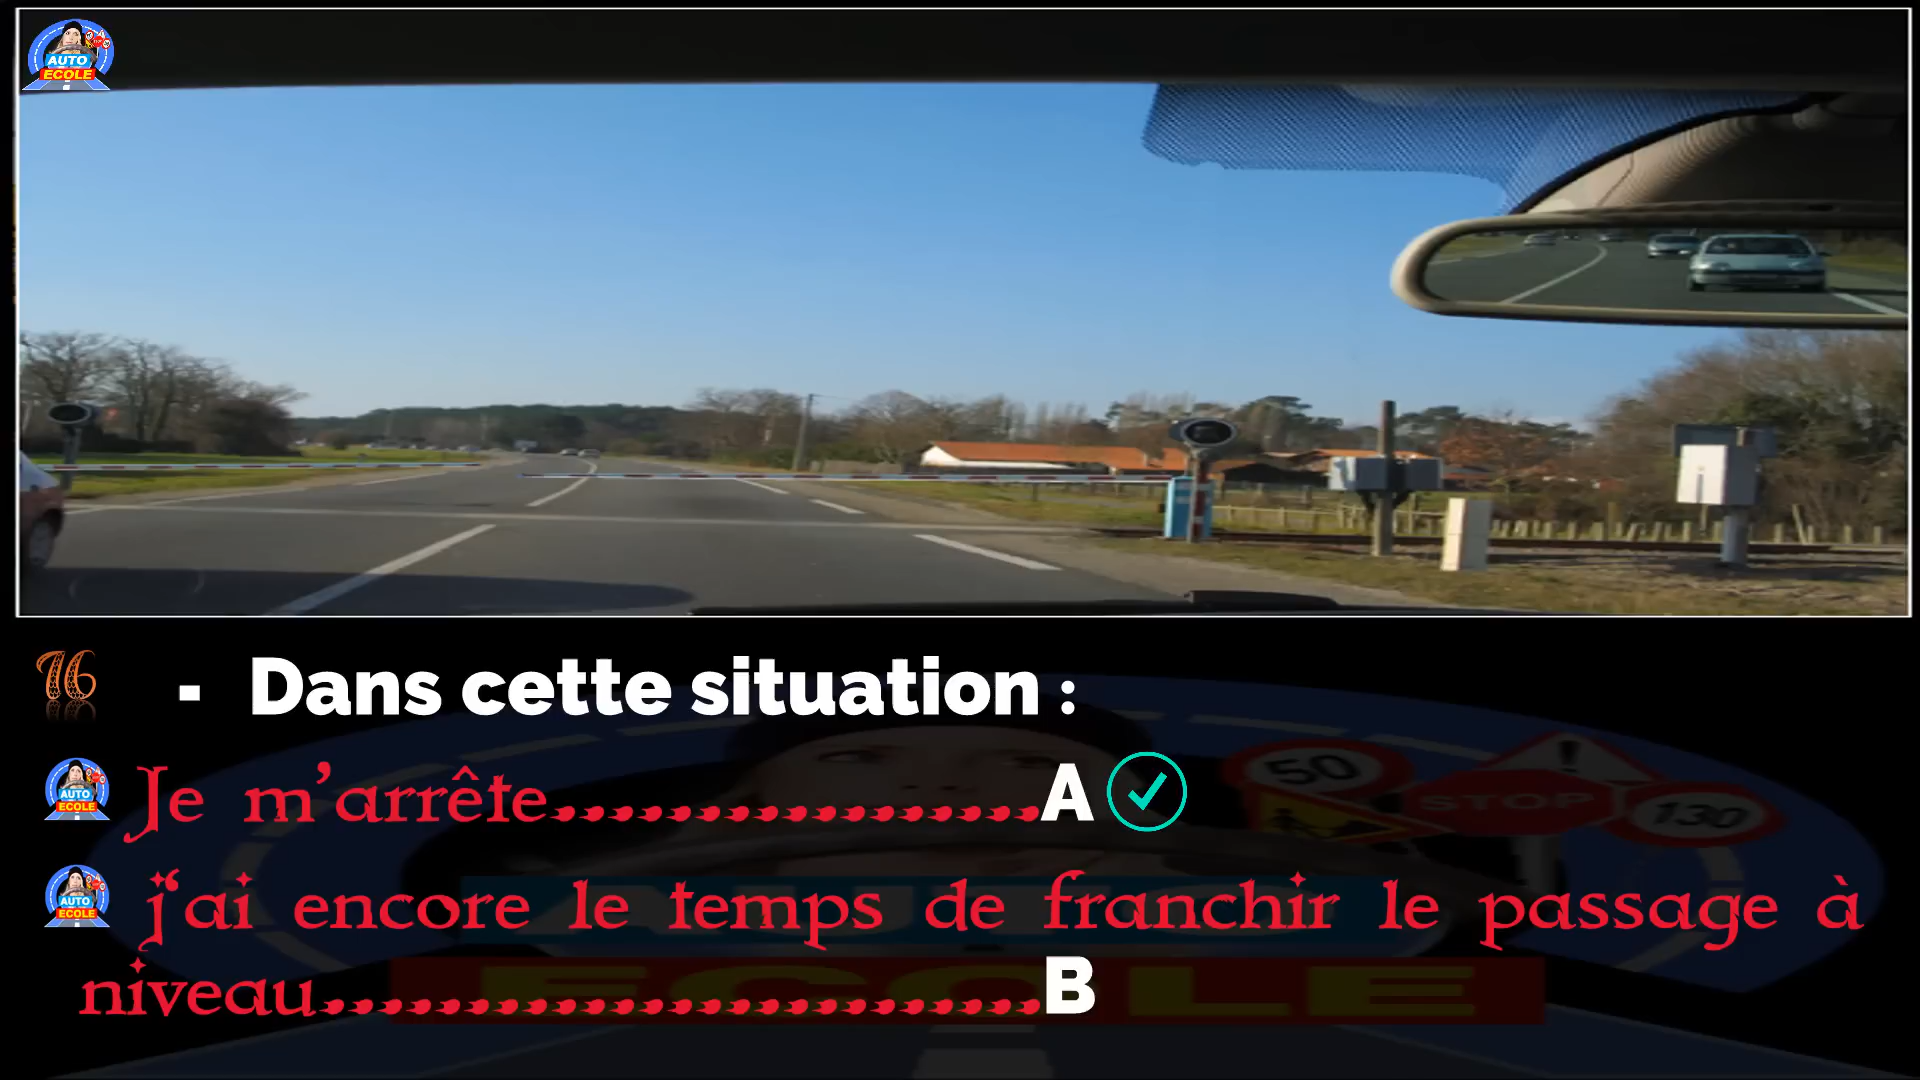 AUTO
ECOLE
16 - Dans cette situation :
AUTO
ECOLE
Je m'arrête.................A
50
STOP
130
AUTO
ECOLE
j'ai encore le temps de franchir le passage à
AUTO
niveau.........................B
ECOLE